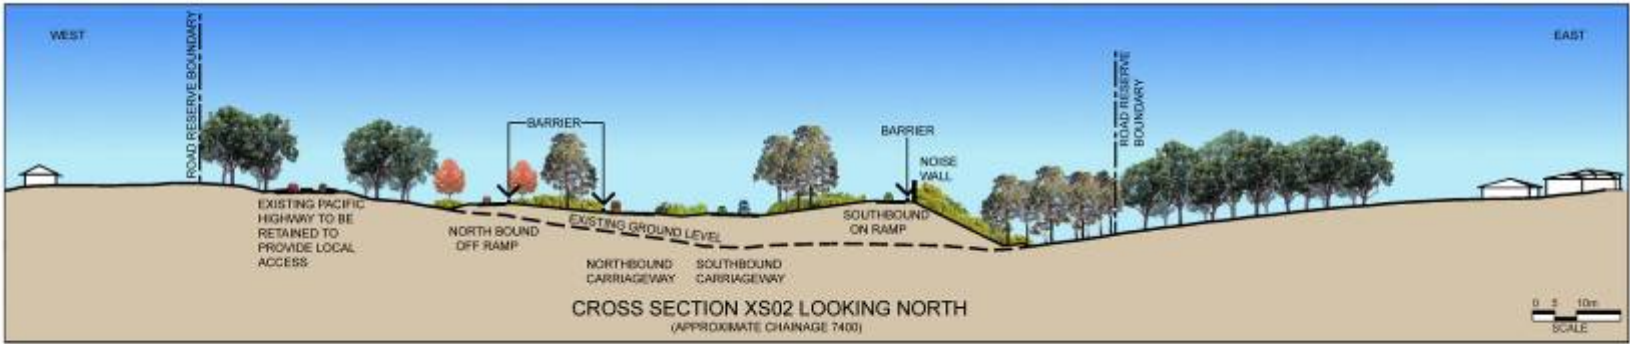 WEST
EAST
ROAD RESERVE BOUNDARY
BARRIER
BARRIER
NOISE
WALL
ROAD RESERVE
BOUNDARY
EXISTING PACIFIC
HIGHWAY TO BE
RETAINED TO
PROVIDE LOCAL
ACCESS
NORTH BOUND
OFF RAMP
EXISTING GROUND LEVEL
SOUTHBOUND
ON RAMP
NORTHBOUND
CARRIAGEWAY
SOUTHBOUND
CARRIAGEWAY
CROSS SECTION XS02 LOOKING NORTH
(APPROXIMATE CHAINAGE 7400)
0 5 10m
SCALE